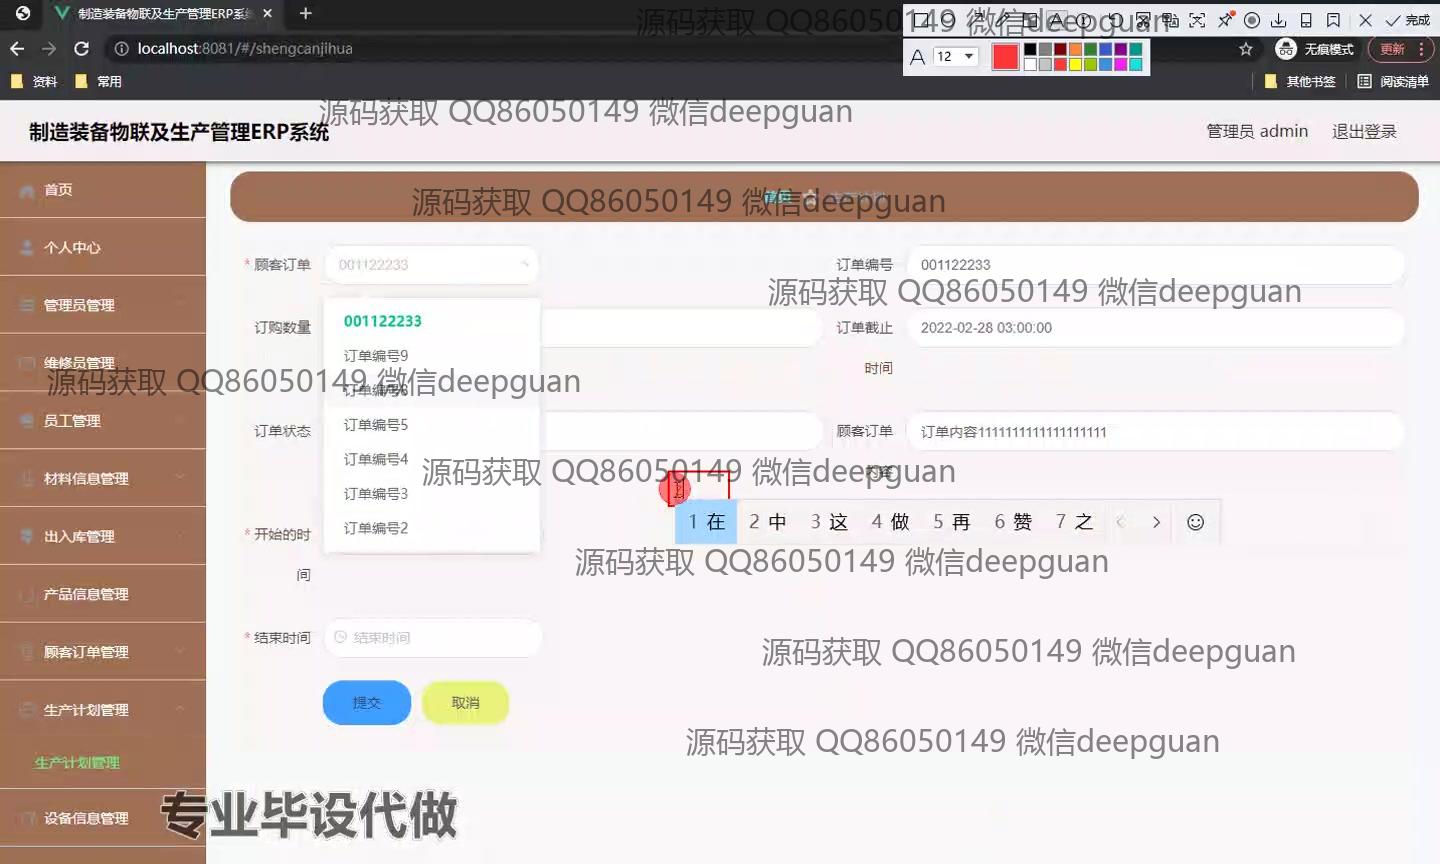 制造装备物联及生产管理ERP系统
完成
localhost:8081/#/shengcanjihua
A
12
无痕模式
更新
资料
常用
其他书签
阅读清单
源码获取 QQ86050149 微信deepguan
制造装备物联及生产管理ERP系统
源码获取 QQ86050149 微信deepguan
管理员 admin
退出登录
首页
源码获取 QQ86050149 微信deepguan
首页
生产计划
个人中心
* 顾客订单
001122233
订单编号
001122233
源码获取 QQ86050149 微信deepguan
管理员管理
订购数量
001122233
订单截止
时间
2022-02-28 03:00:00
订单编号9
维修员管理
源码获取 QQ86050149 微信deepguan
订单编号8
员工管理
订单状态
订单编号5
顾客订单
内容
订单内容1111111111111111111
订单编号4
材料信息管理
源码获取 QQ86050149 微信deepguan
订单编号3
1 在 2 中 3 这 4 做 5 再 6 赞 7 之
出入库管理
* 开始的时
间
订单编号2
源码获取 QQ86050149 微信deepguan
产品信息管理
* 结束时间
结束时间
顾客订单管理
源码获取 QQ86050149 微信deepguan
生产计划管理
提交
取消
源码获取 QQ86050149 微信deepguan
生产计划管理
设备信息管理
专业毕设代做